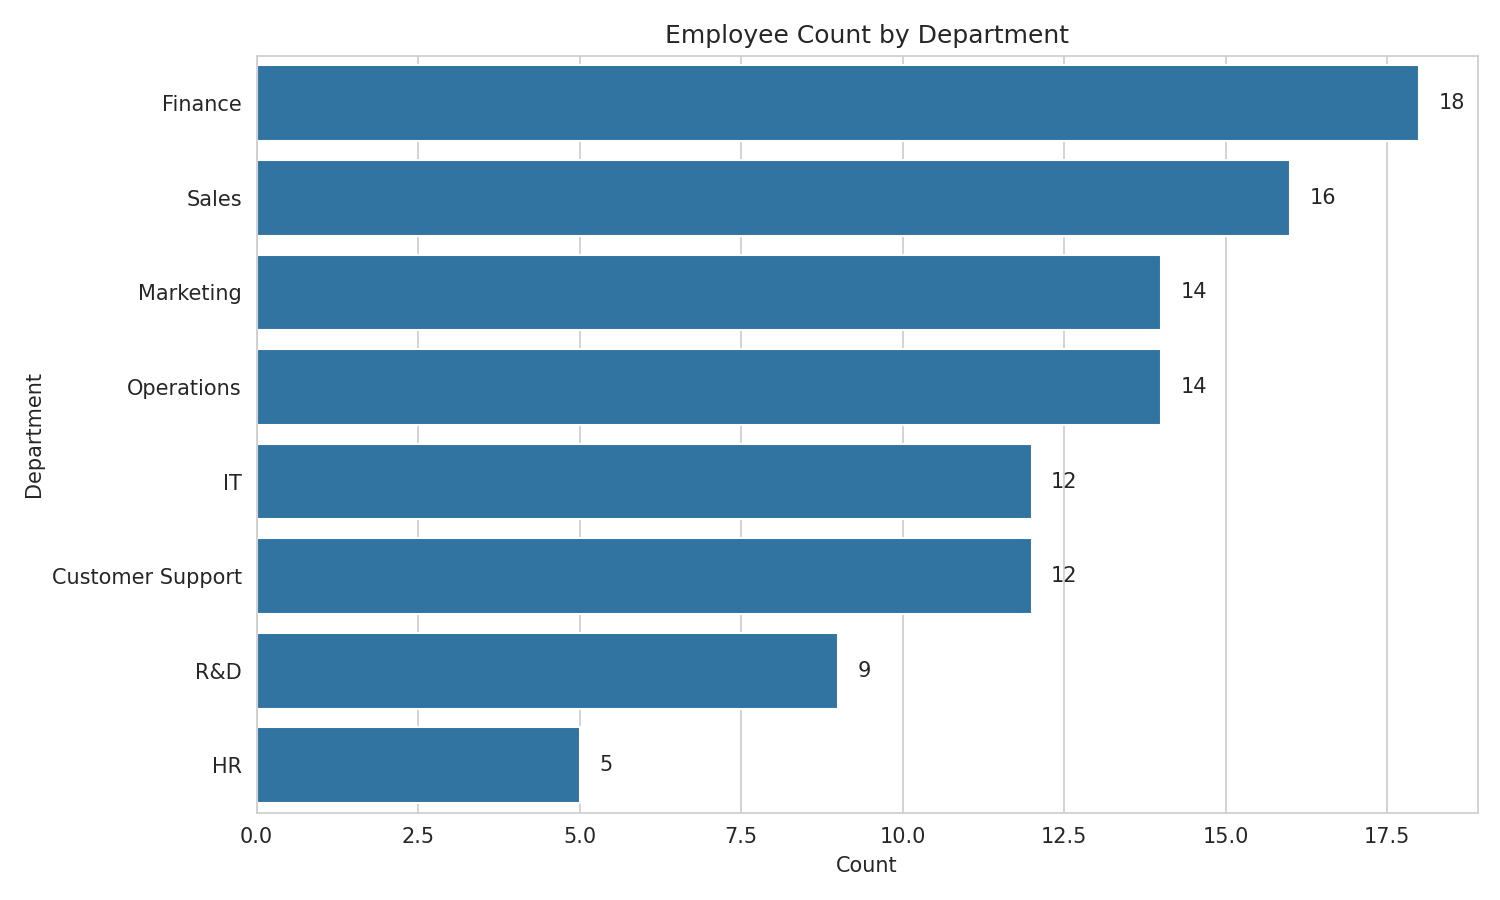 Employee Count by Department
Finance 18
Sales 16
Marketing 14
Operations 14
IT 12
Customer Support 12
R&D 9
HR 5
Department
0.0 2.5 5.0 7.5 10.0 12.5 15.0 17.5
Count